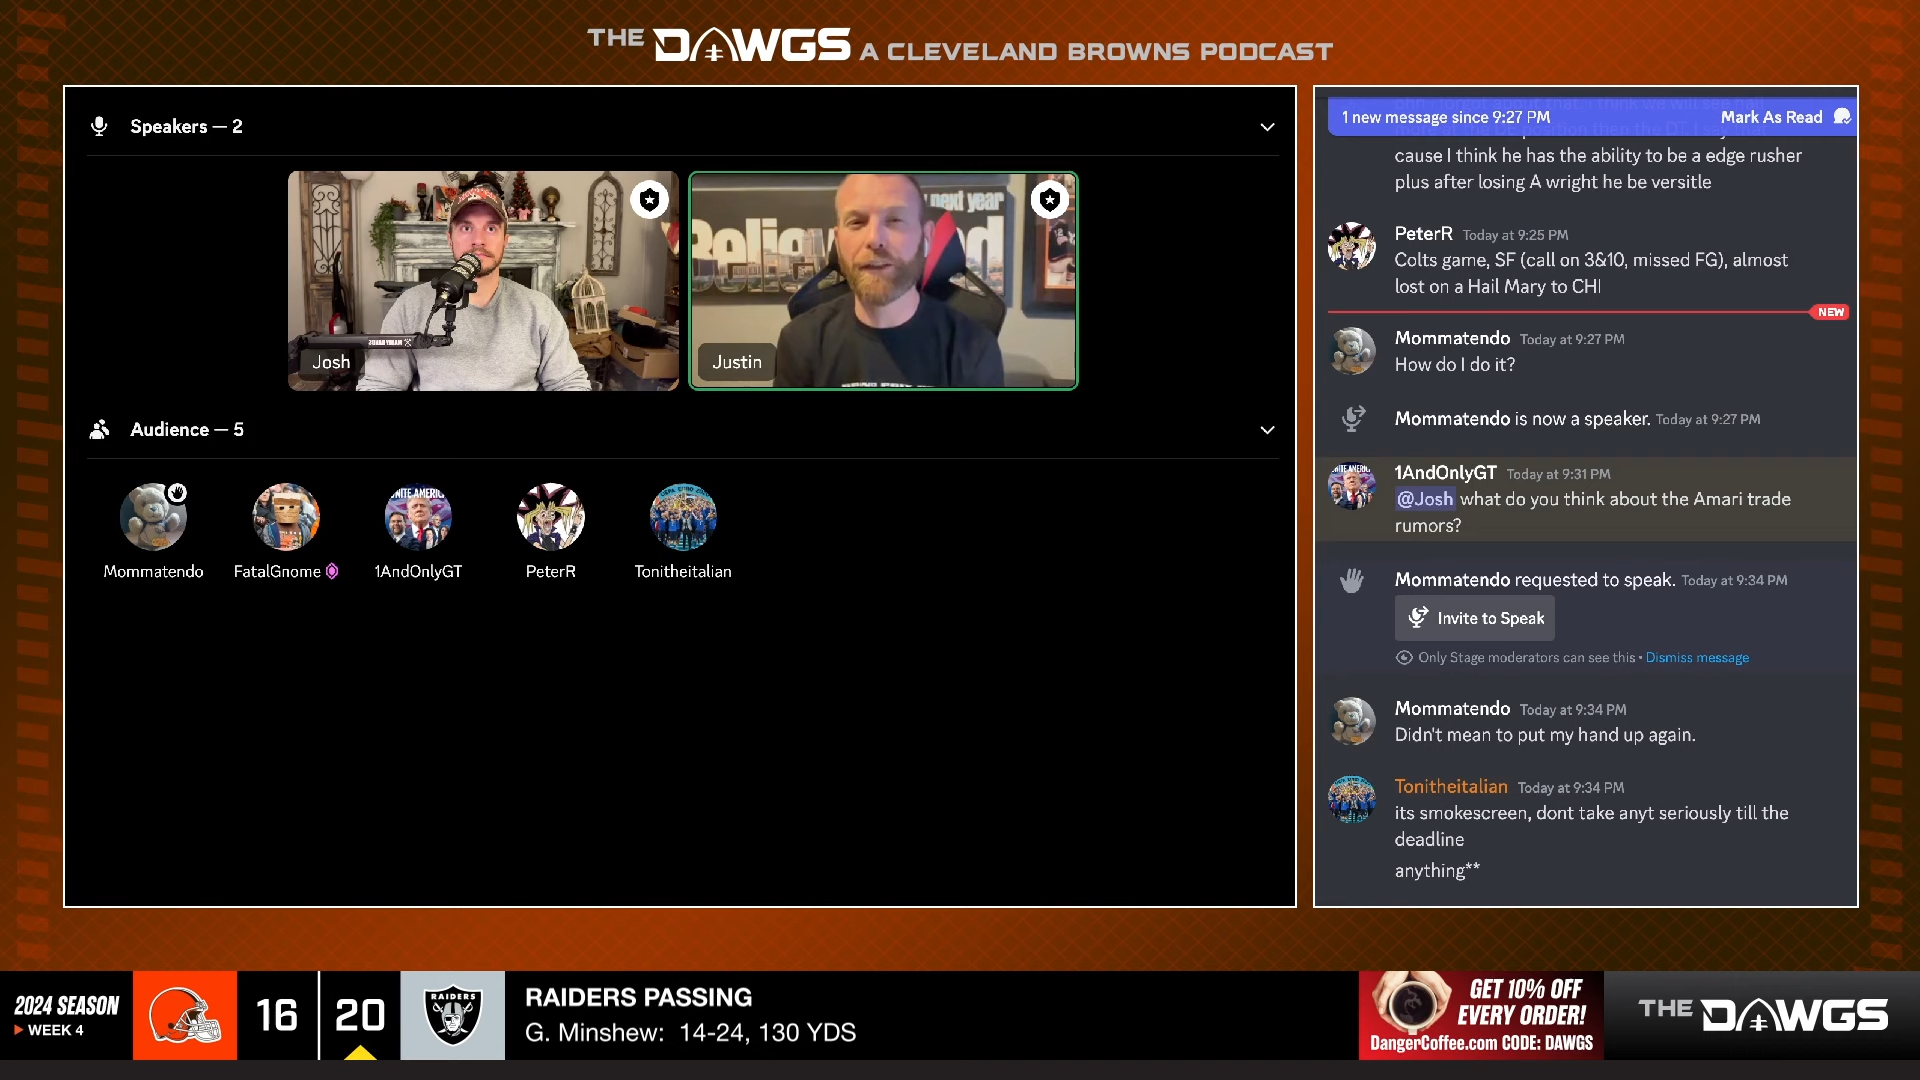 THE DAWGS A CLEVELAND BROWNS PODCAST
Speakers — 2
next year
Josh
Justin
Audience — 5
UNITE AMERICA
Mommatendo
FatalGnome
1AndOnlyGT
PeterR
Tonitheitalian
1 new message since 9:27 PM
Mark As Read
cause I think he has the ability to be a edge rusher
plus after losing A wright he be versitle
PeterR Today at 9:25 PM
Colts game, SF (call on 3&10, missed FG), almost
lost on a Hail Mary to CHI
NEW
Mommatendo Today at 9:27 PM
How do I do it?
Mommatendo is now a speaker. Today at 9:27 PM
1AndOnlyGT Today at 9:31 PM
@Josh what do you think about the Amari trade
rumors?
Mommatendo requested to speak. Today at 9:34 PM
Invite to Speak
Only Stage moderators can see this • Dismiss message
Mommatendo Today at 9:34 PM
Didn't mean to put my hand up again.
Tonitheitalian Today at 9:34 PM
its smokescreen, dont take anyt seriously till the
deadline
anything**
2024 SEASON
WEEK 4
16
20
RAIDERS
RAIDERS PASSING
G. Minshew: 14-24, 130 YDS
GET 10% OFF
EVERY ORDER!
DangerCoffee.com CODE: DAWGS
THE DAWGS